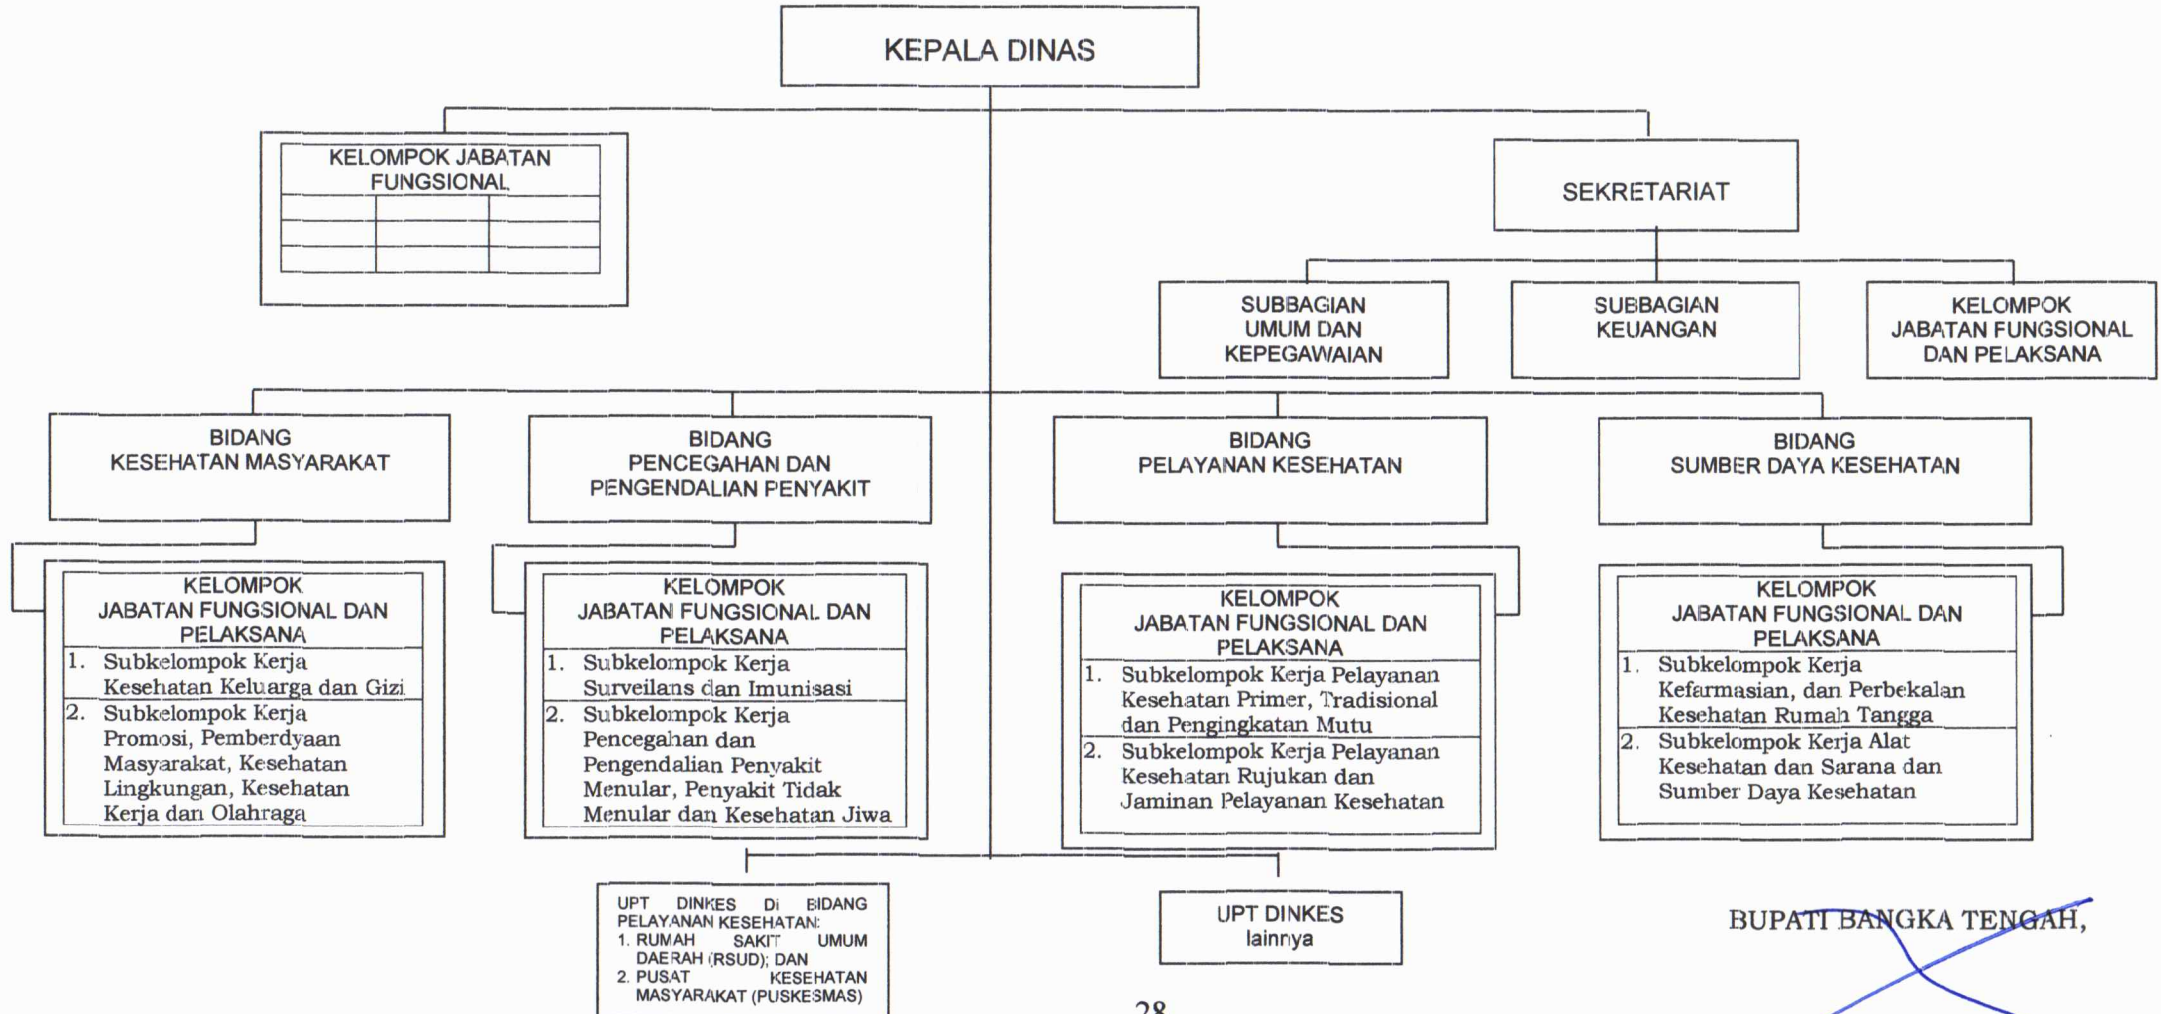 KEPALA DINAS
KELOMPOK JABATAN
FUNGSIONAL
SEKRETARIAT
SUBBAGIAN
UMUM DAN
KEPEGAWAIAN
SUBBAGIAN
KEUANGAN
KELOMPOK
JABATAN FUNGSIONAL
DAN PELAKSANA
BIDANG
KESEHATAN MASYARAKAT
BIDANG
PENCEGAHAN DAN
PENGENDALIAN PENYAKIT
BIDANG
PELAYANAN KESEHATAN
BIDANG
SUMBER DAYA KESEHATAN
KELOMPOK
JABATAN FUNGSIONAL DAN
PELAKSANA
1. Subkelompok Kerja
Kesehatan Keluarga dan Gizi
2. Subkelompok Kerja
Promosi, Pemberdyaan
Masyarakat, Kesehatan
Lingkungan, Kesehatan
Kerja dan Olahraga
KELOMPOK
JABATAN FUNGSIONAL DAN
PELAKSANA
1. Subkelompok Kerja
Surveilans dan Imunisasi
2. Subkelompok Kerja
Pencegahan dan
Pengendalian Penyakit
Menular, Penyakit Tidak
Menular dan Kesehatan Jiwa
KELOMPOK
JABATAN FUNGSIONAL DAN
PELAKSANA
1. Subkelompok Kerja Pelayanan
Kesehatan Primer, Tradisional
dan Pengingkatan Mutu
2. Subkelompok Kerja Pelayanan
Kesehatan Rujukan dan
Jaminan Pelayanan Kesehatan
KELOMPOK
JABATAN FUNGSIONAL DAN
PELAKSANA
1. Subkelompok Kerja
Kefarmasian, dan Perbekalan
Kesehatan Rumah Tangga
2. Subkelompok Kerja Alat
Kesehatan dan Sarana dan
Sumber Daya Kesehatan
UPT DINKES Di BIDANG
PELAYANAN KESEHATAN:
1. RUMAH SAKIT UMUM
DAERAH (RSUD); DAN
2. PUSAT KESEHATAN
MASYARAKAT (PUSKESMAS)
UPT DINKES
lainnya
BUPATI BANGKA TENGAH,
28